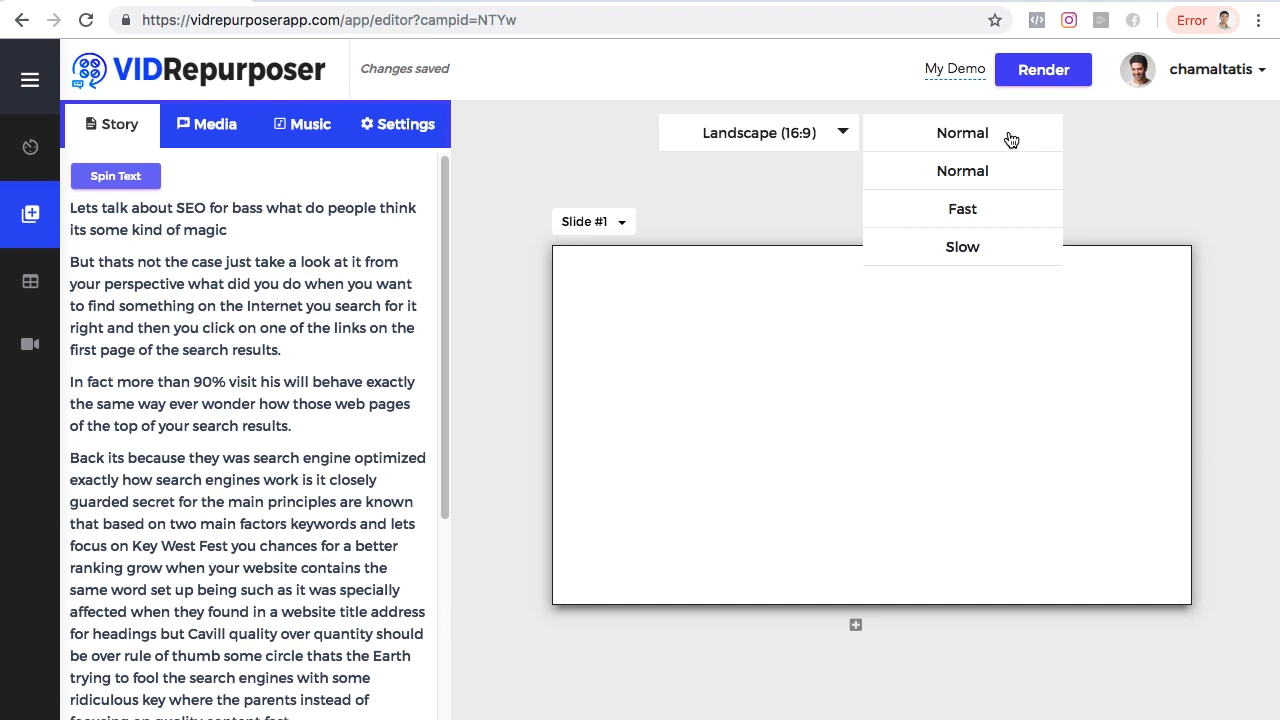 https://vidrepurposerapp.com/app/editor?campid=NTYw
Error
VIDRepurposer
Changes saved
My Demo
Render
chamaltatis
Story
Media
Music
Settings
Landscape (16:9)
Normal
Normal
Fast
Slow
Spin Text
Slide #1
Lets talk about SEO for bass what do people think
its some kind of magic
But thats not the case just take a look at it from
your perspective what did you do when you want
to find something on the Internet you search for it
right and then you click on one of the links on the
first page of the search results.
In fact more than 90% visit his will behave exactly
the same way ever wonder how those web pages
of the top of your search results.
Back its because they was search engine optimized
exactly how search engines work is it closely
guarded secret for the main principles are known
that based on two main factors keywords and lets
focus on Key West Fest you chances for a better
ranking grow when your website contains the
same word set up being such as it was specially
affected when they found in a website title address
for headings but Cavill quality over quantity should
be over rule of thumb some circle thats the Earth
trying to fool the search engines with some
ridiculous key where the parents instead of
focusing on quality content fast